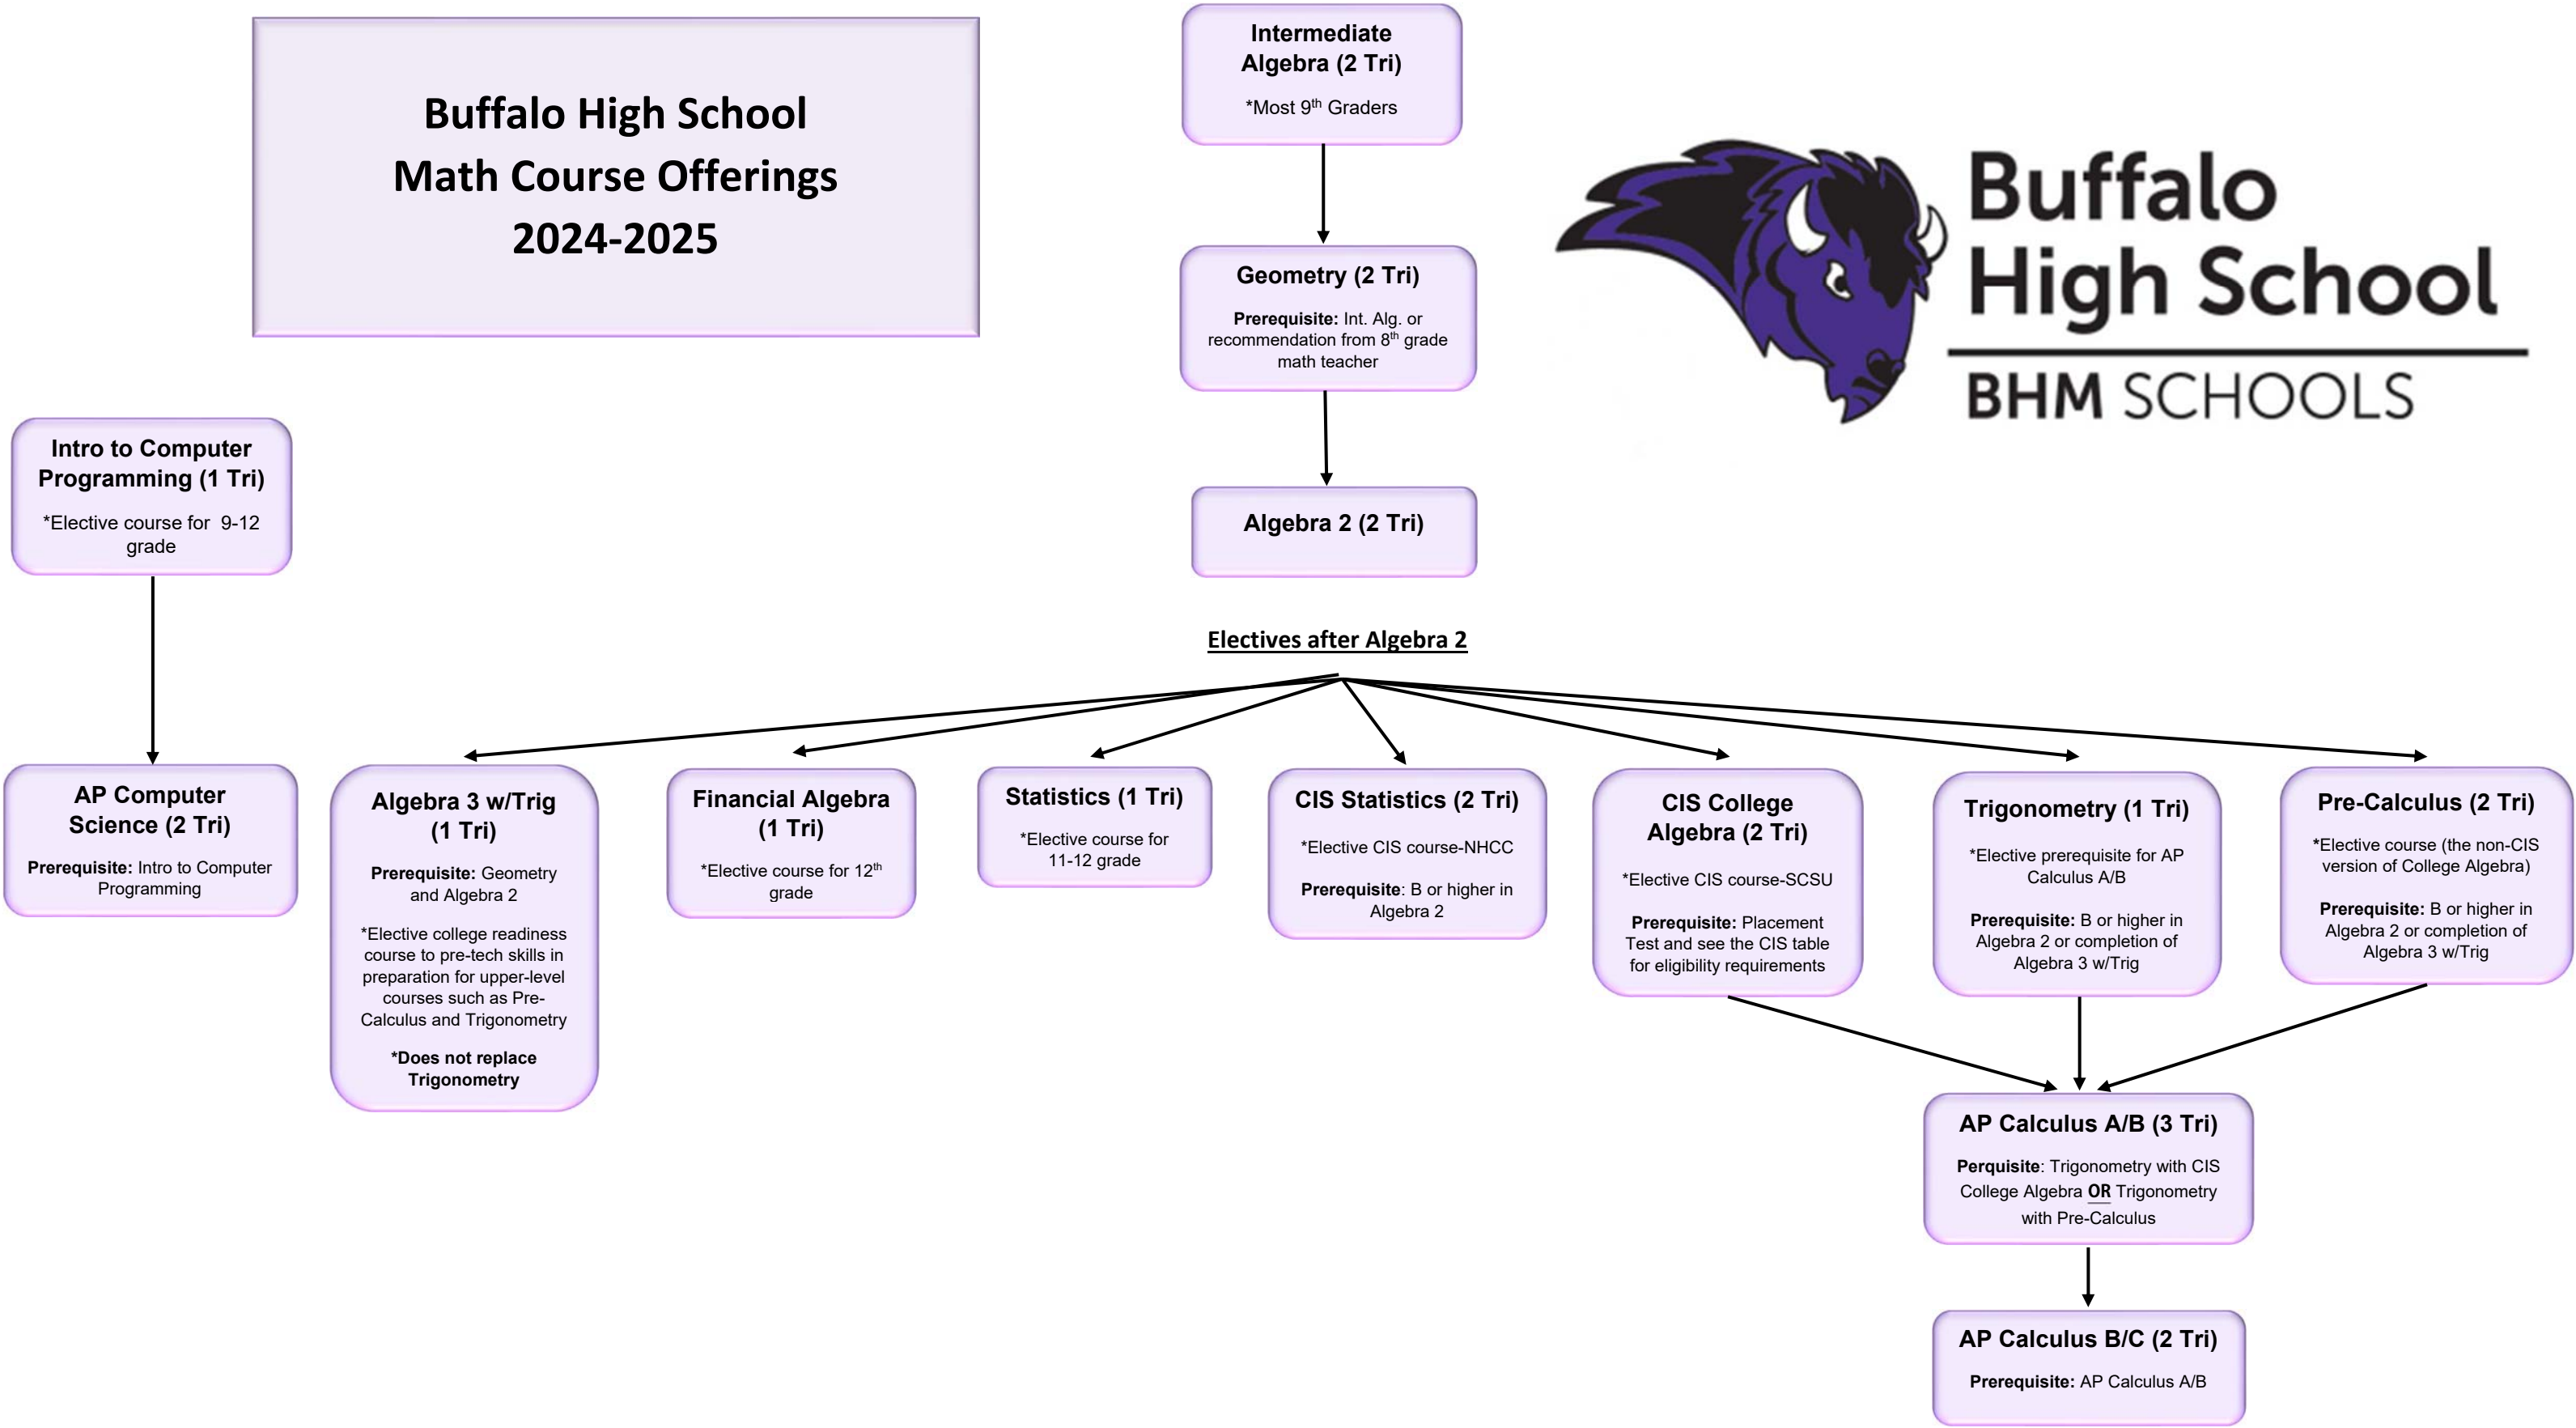 Buffalo High School
Math Course Offerings
2024-2025
Intermediate
Algebra (2 Tri)
*Most 9th Graders
Buffalo
High School
BHM SCHOOLS
Geometry (2 Tri)
Prerequisite: Int. Alg. or
recommendation from 8th grade
math teacher
Algebra 2 (2 Tri)
Intro to Computer
Programming (1 Tri)
*Elective course for  9-12
grade
Electives after Algebra 2
AP Computer
Science (2 Tri)
Prerequisite: Intro to Computer
Programming
Algebra 3 w/Trig
(1 Tri)
Prerequisite: Geometry
and Algebra 2
*Elective college readiness
course to pre-tech skills in
preparation for upper-level
courses such as Pre-
Calculus and Trigonometry
*Does not replace
Trigonometry
Financial Algebra
(1 Tri)
*Elective course for 12th
grade
Statistics (1 Tri)
*Elective course for
11-12 grade
CIS Statistics (2 Tri)
*Elective CIS course-NHCC
Prerequisite: B or higher in
Algebra 2
CIS College
Algebra (2 Tri)
*Elective CIS course-SCSU
Prerequisite: Placement
Test and see the CIS table
for eligibility requirements
Trigonometry (1 Tri)
*Elective prerequisite for AP
Calculus A/B
Prerequisite: B or higher in
Algebra 2 or completion of
Algebra 3 w/Trig
Pre-Calculus (2 Tri)
*Elective course (the non-CIS
version of College Algebra)
Prerequisite: B or higher in
Algebra 2 or completion of
Algebra 3 w/Trig
AP Calculus A/B (3 Tri)
Perquisite: Trigonometry with CIS
College Algebra OR Trigonometry
with Pre-Calculus
AP Calculus B/C (2 Tri)
Prerequisite: AP Calculus A/B